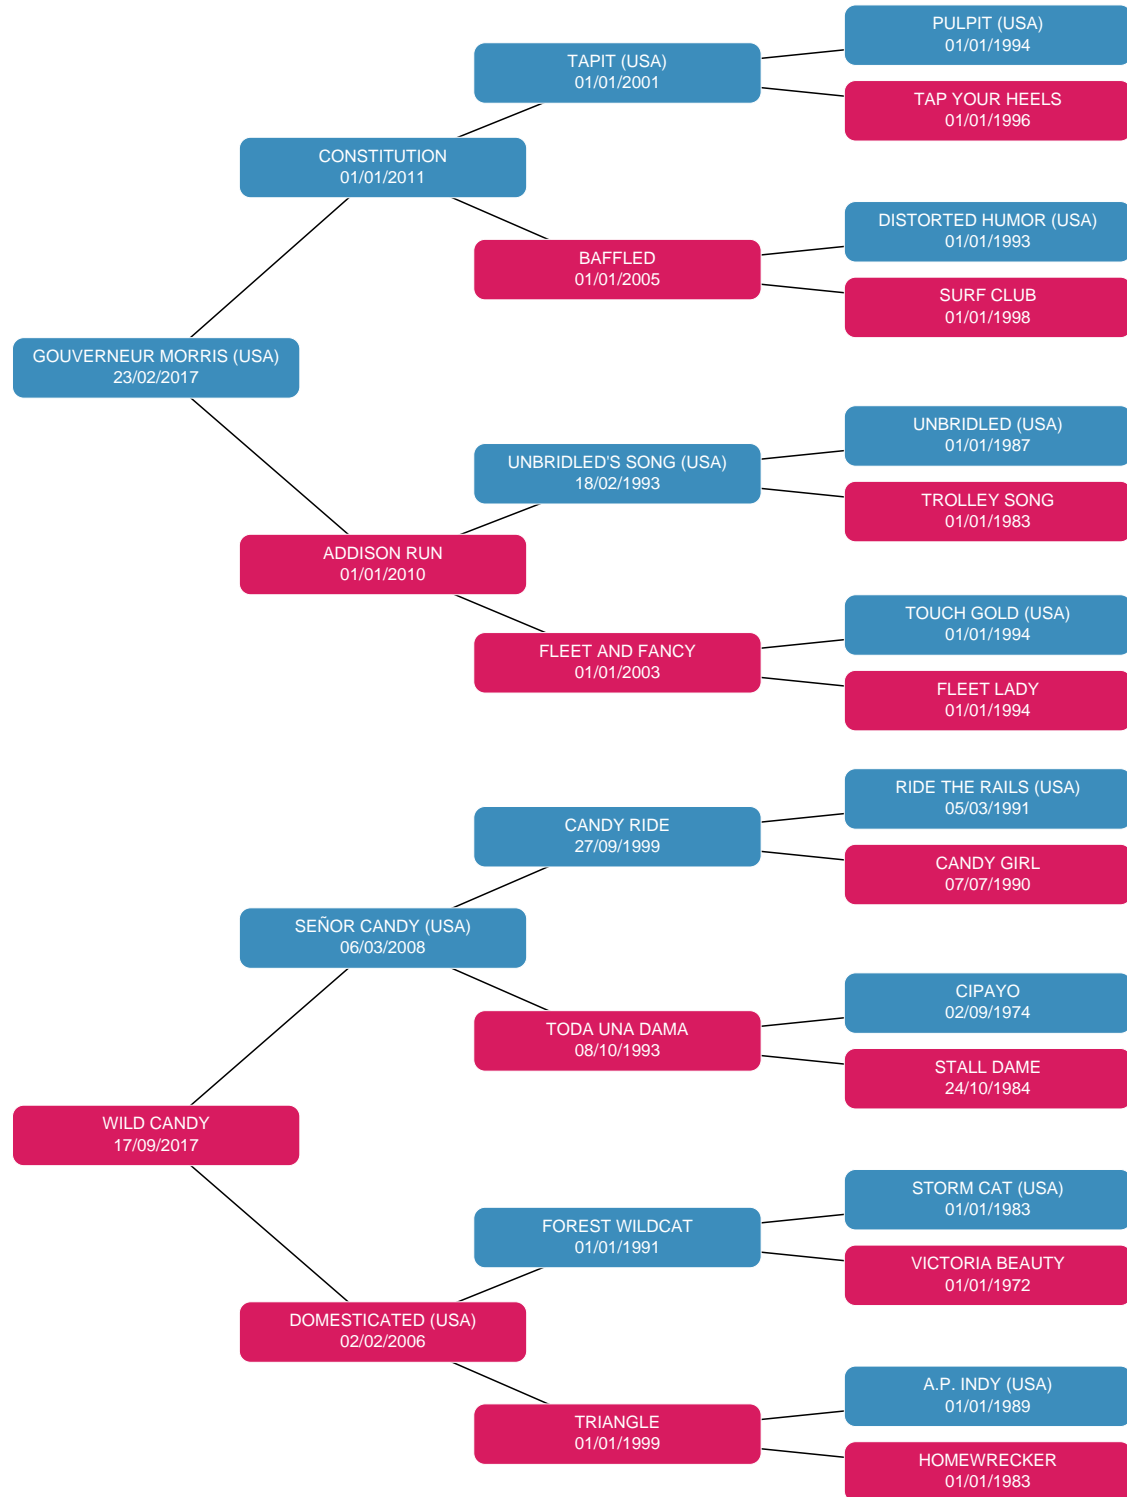 PULPIT (USA)
01/01/1994
TAPIT (USA)
01/01/2001
TAP YOUR HEELS
01/01/1996
CONSTITUTION
01/01/2011
DISTORTED HUMOR (USA)
01/01/1993
BAFFLED
01/01/2005
SURF CLUB
01/01/1998
GOUVERNEUR MORRIS (USA)
23/02/2017
UNBRIDLED (USA)
01/01/1987
UNBRIDLED'S SONG (USA)
18/02/1993
TROLLEY SONG
01/01/1983
ADDISON RUN
01/01/2010
TOUCH GOLD (USA)
01/01/1994
FLEET AND FANCY
01/01/2003
FLEET LADY
01/01/1994
RIDE THE RAILS (USA)
05/03/1991
CANDY RIDE
27/09/1999
CANDY GIRL
07/07/1990
SEÑOR CANDY (USA)
06/03/2008
CIPAYO
02/09/1974
TODA UNA DAMA
08/10/1993
STALL DAME
24/10/1984
WILD CANDY
17/09/2017
STORM CAT (USA)
01/01/1983
FOREST WILDCAT
01/01/1991
VICTORIA BEAUTY
01/01/1972
DOMESTICATED (USA)
02/02/2006
A.P. INDY (USA)
01/01/1989
TRIANGLE
01/01/1999
HOMEWRECKER
01/01/1983